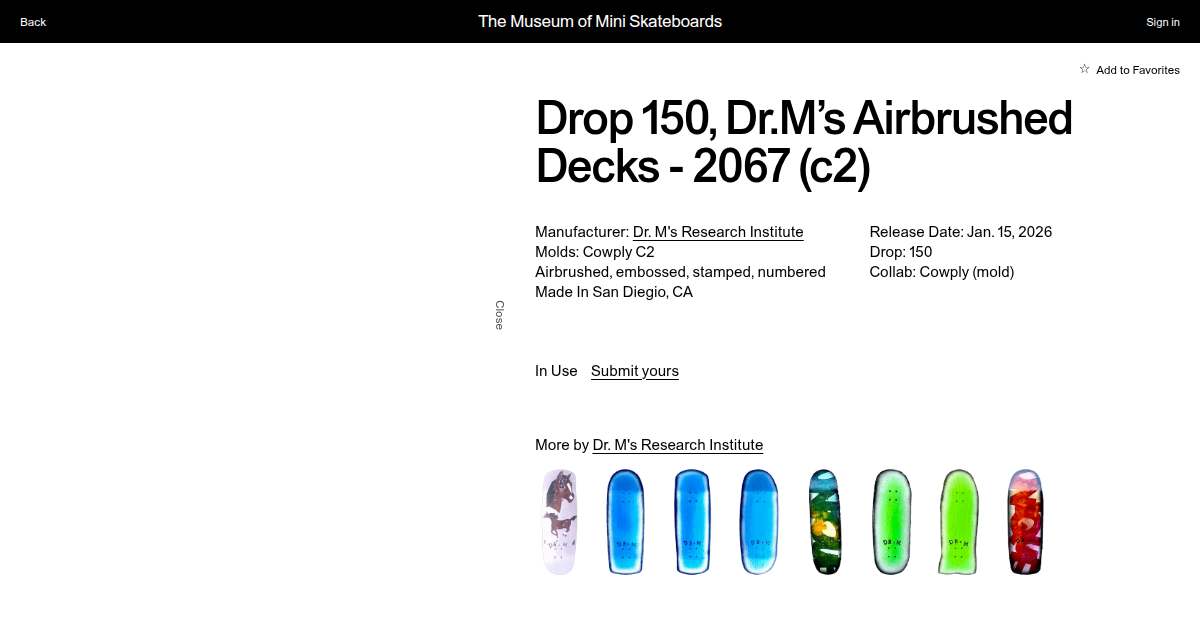 Back
The Museum of Mini Skateboards
Sign in
☆ Add to Favorites
Drop 150, Dr.M’s Airbrushed
Decks - 2067 (c2)
Manufacturer: Dr. M's Research Institute
Molds: Cowply C2
Airbrushed, embossed, stamped, numbered
Made In San Diegio, CA
Release Date: Jan. 15, 2026
Drop: 150
Collab: Cowply (mold)
Close
In Use Submit yours
More by Dr. M's Research Institute